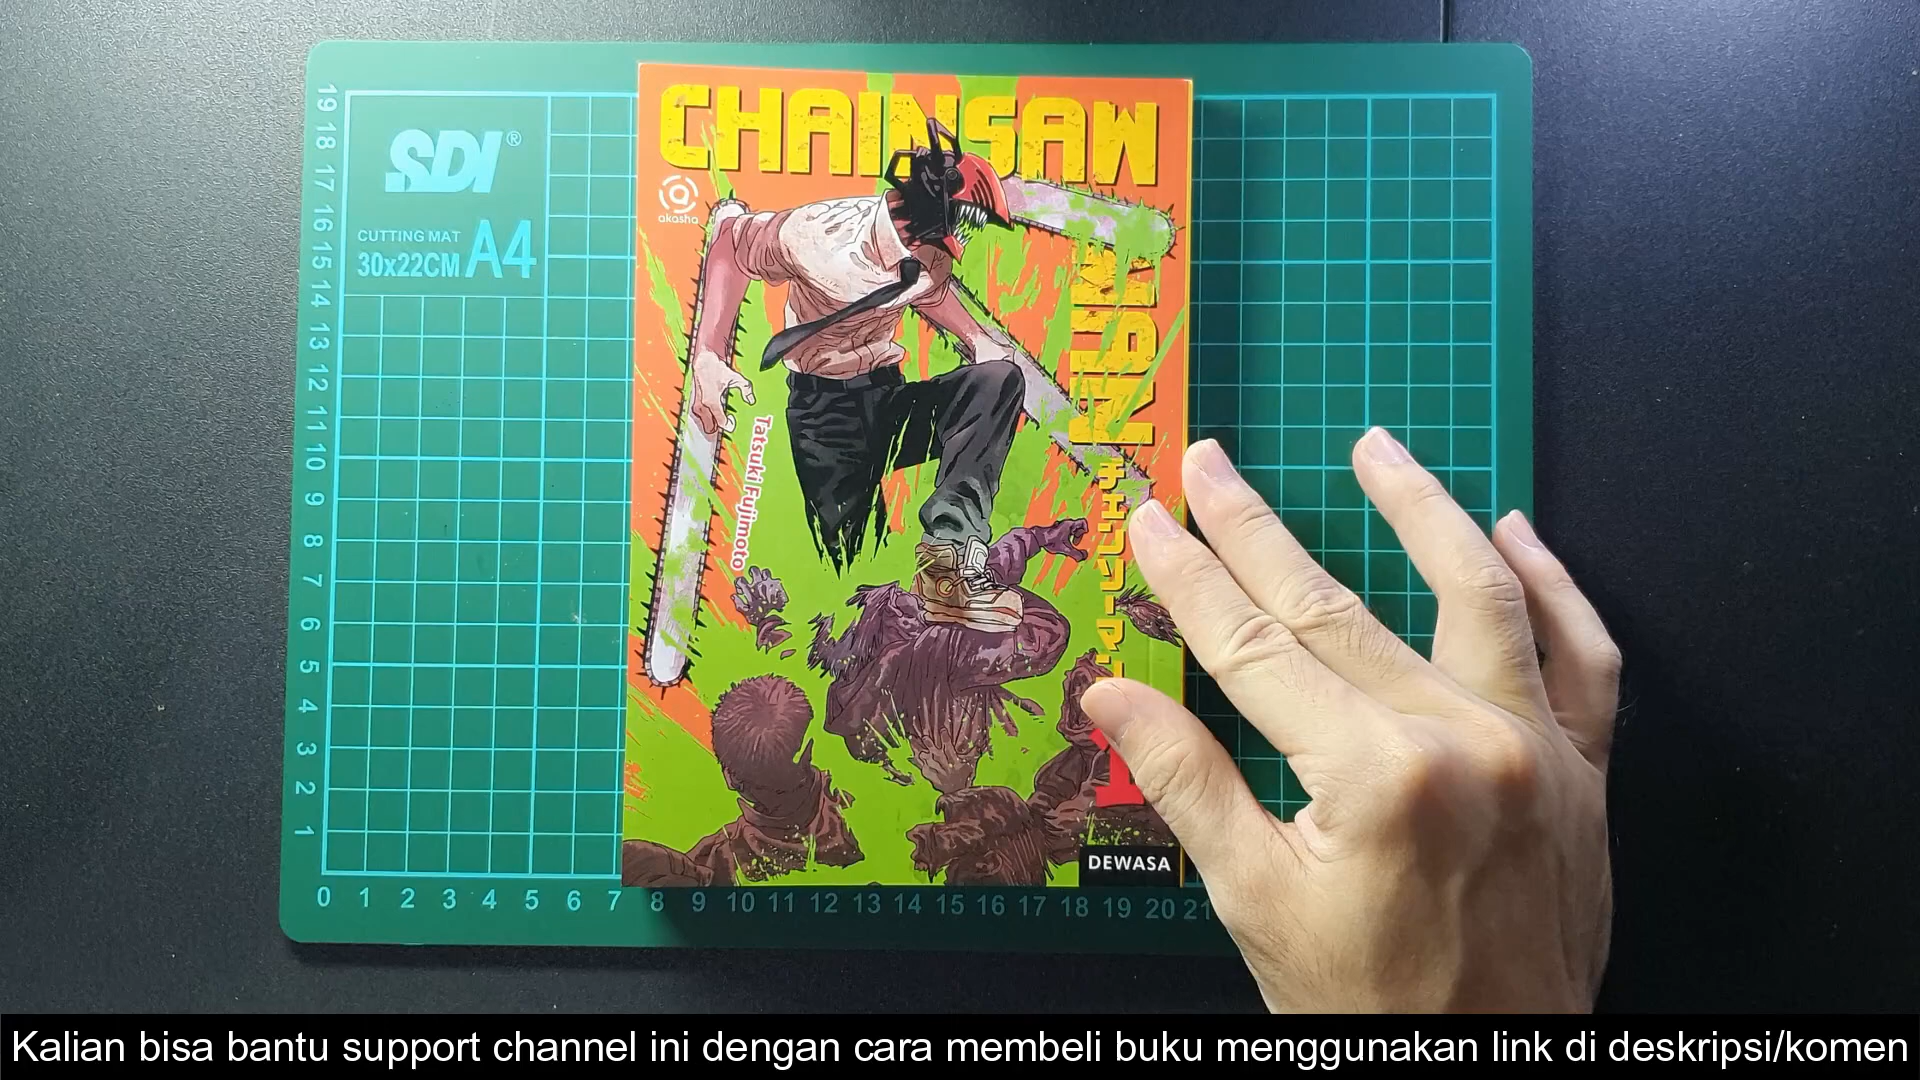 CHAINSAW
MAN
akasha
Tatsuki Fujimoto
チェンソーマン
1
DEWASA
SDI®
CUTTING MAT
30x22CM
A4
19
18
17
16
15
14
13
12
11
10
9
8
7
6
5
4
3
2
1
0 1 2 3 4 5 6 7 8 9 10 11 12 13 14 15 16 17 18 19 20 21
Kalian bisa bantu support channel ini dengan cara membeli buku menggunakan link di deskripsi/komen